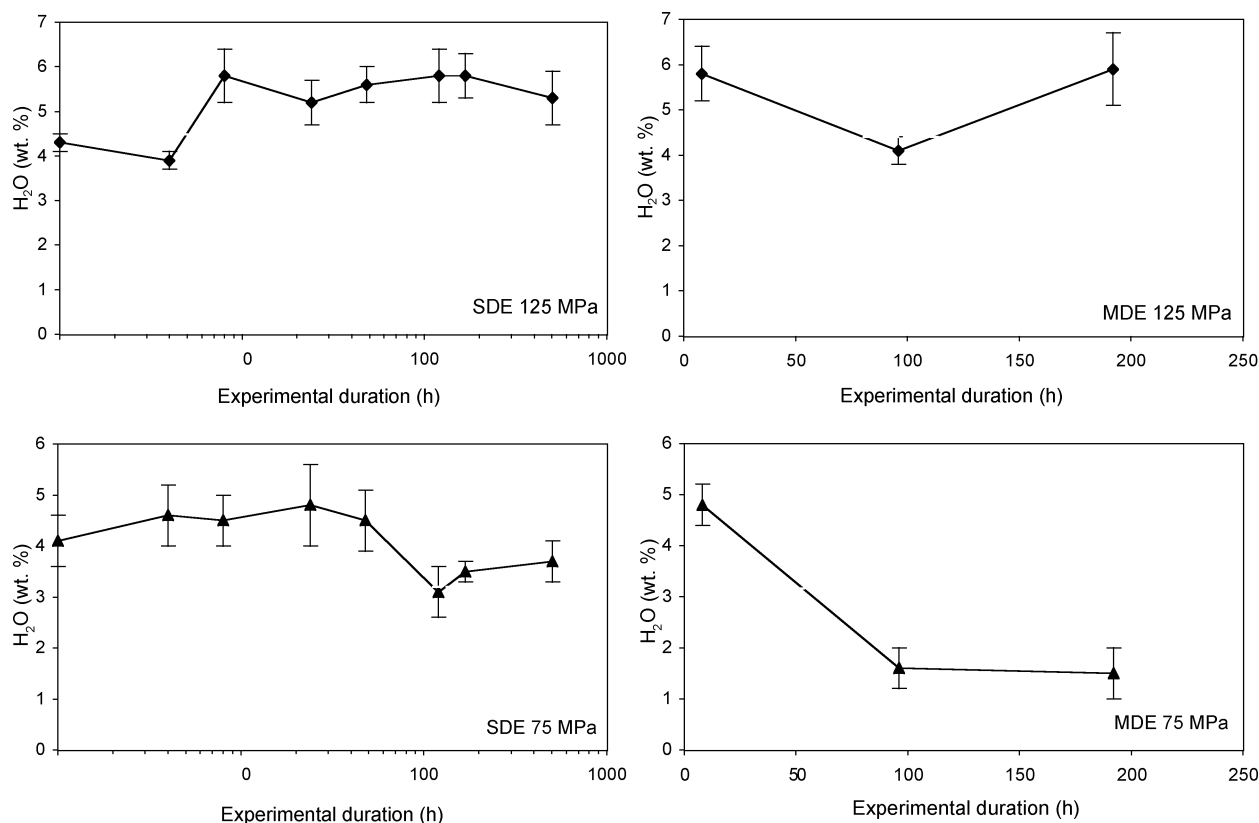 7
6
5
4
3
2
1
0
H₂O (wt. %)
SDE 125 MPa
0 100 1000
Experimental duration (h)
7
6
5
4
3
2
1
0
H₂O (wt. %)
MDE 125 MPa
0 50 100 150 200 250
Experimental duration (h)
6
5
4
3
2
1
0
H₂O (wt. %)
SDE 75 MPa
0 100 1000
Experimental duration (h)
6
5
4
3
2
1
0
H₂O (wt. %)
MDE 75 MPa
0 50 100 150 200 250
Experimental duration (h)